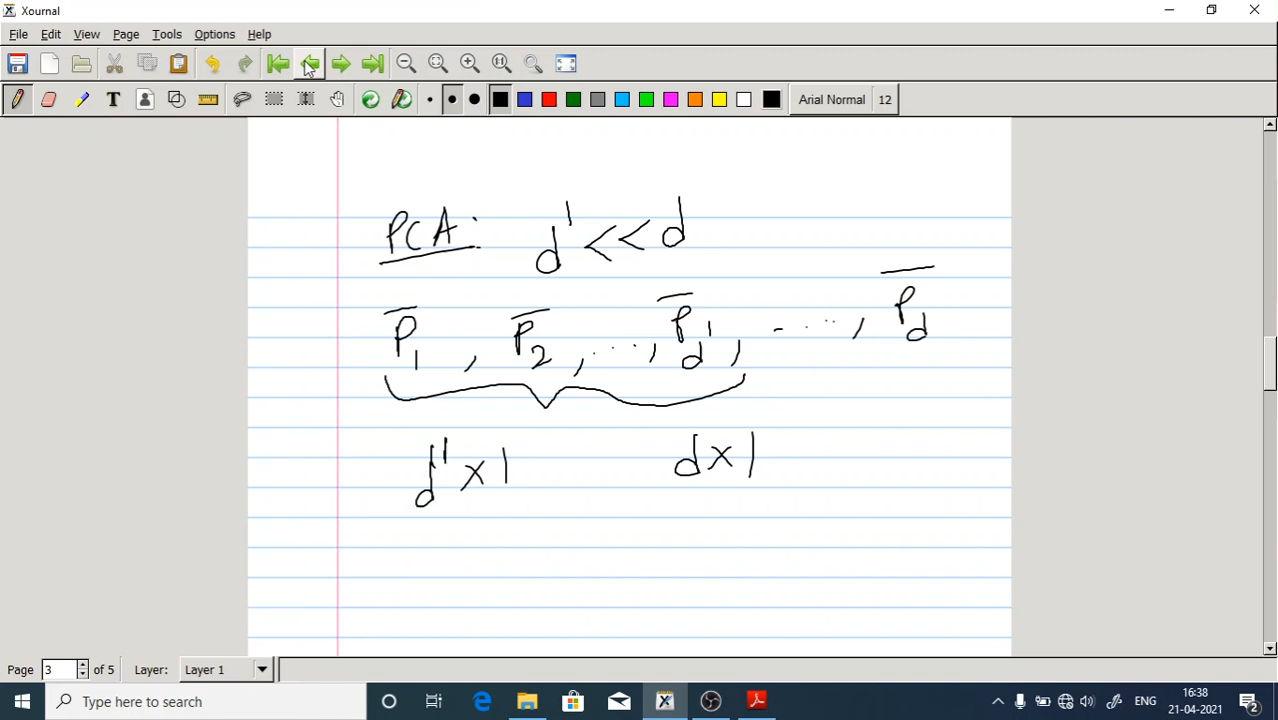 Xournal
File Edit View Page Tools Options Help
Arial Normal 12
PCA: d' << d
P̅₁, P̅₂, ..., P̅d', - ...., P̅d
d' x 1 d x 1
Page 3 of 5 Layer: Layer 1
Type here to search
ENG
16:38
21-04-2021
2